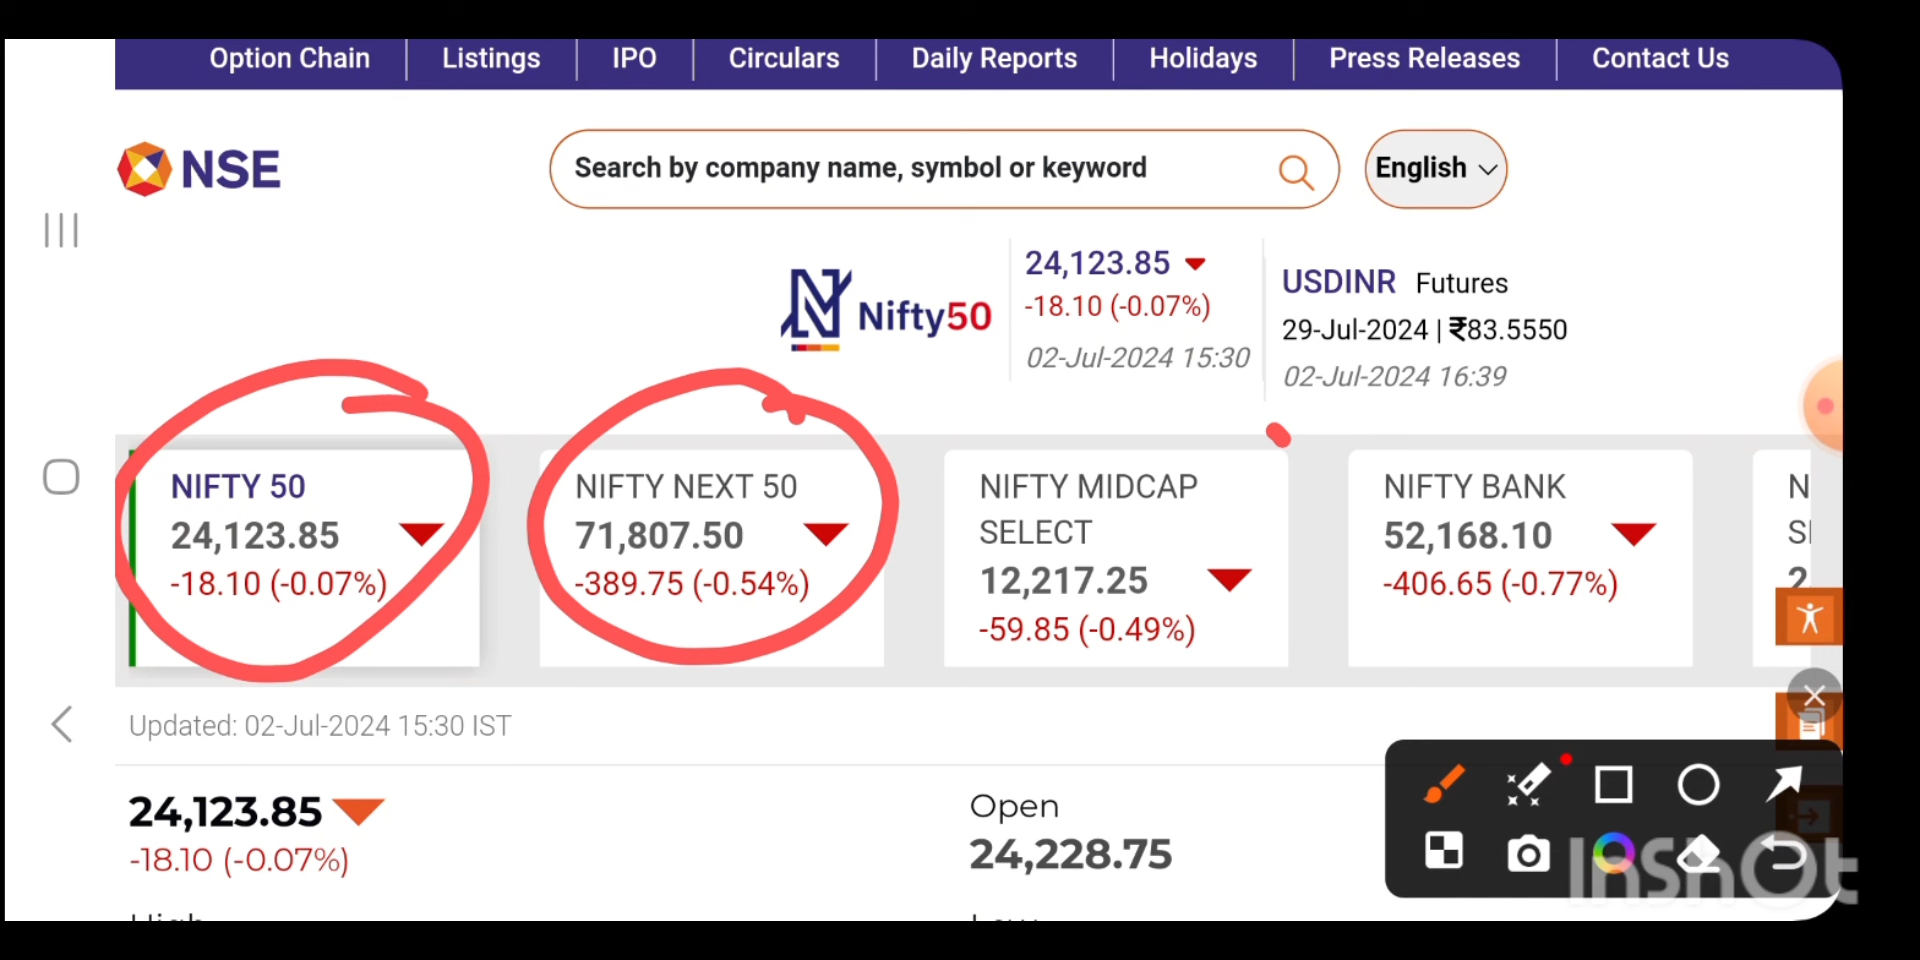 Option Chain
Listings
IPO
Circulars
Daily Reports
Holidays
Press Releases
Contact Us
NSE
Search by company name, symbol or keyword
English
Nifty50
24,123.85
-18.10 (-0.07%)
02-Jul-2024 15:30
USDINR Futures
29-Jul-2024 | ₹83.5550
02-Jul-2024 16:39
NIFTY 50
24,123.85
-18.10 (-0.07%)
NIFTY NEXT 50
71,807.50
-389.75 (-0.54%)
NIFTY MIDCAP
SELECT
12,217.25
-59.85 (-0.49%)
NIFTY BANK
52,168.10
-406.65 (-0.77%)
Updated: 02-Jul-2024 15:30 IST
24,123.85
-18.10 (-0.07%)
Open
24,228.75
InShOt